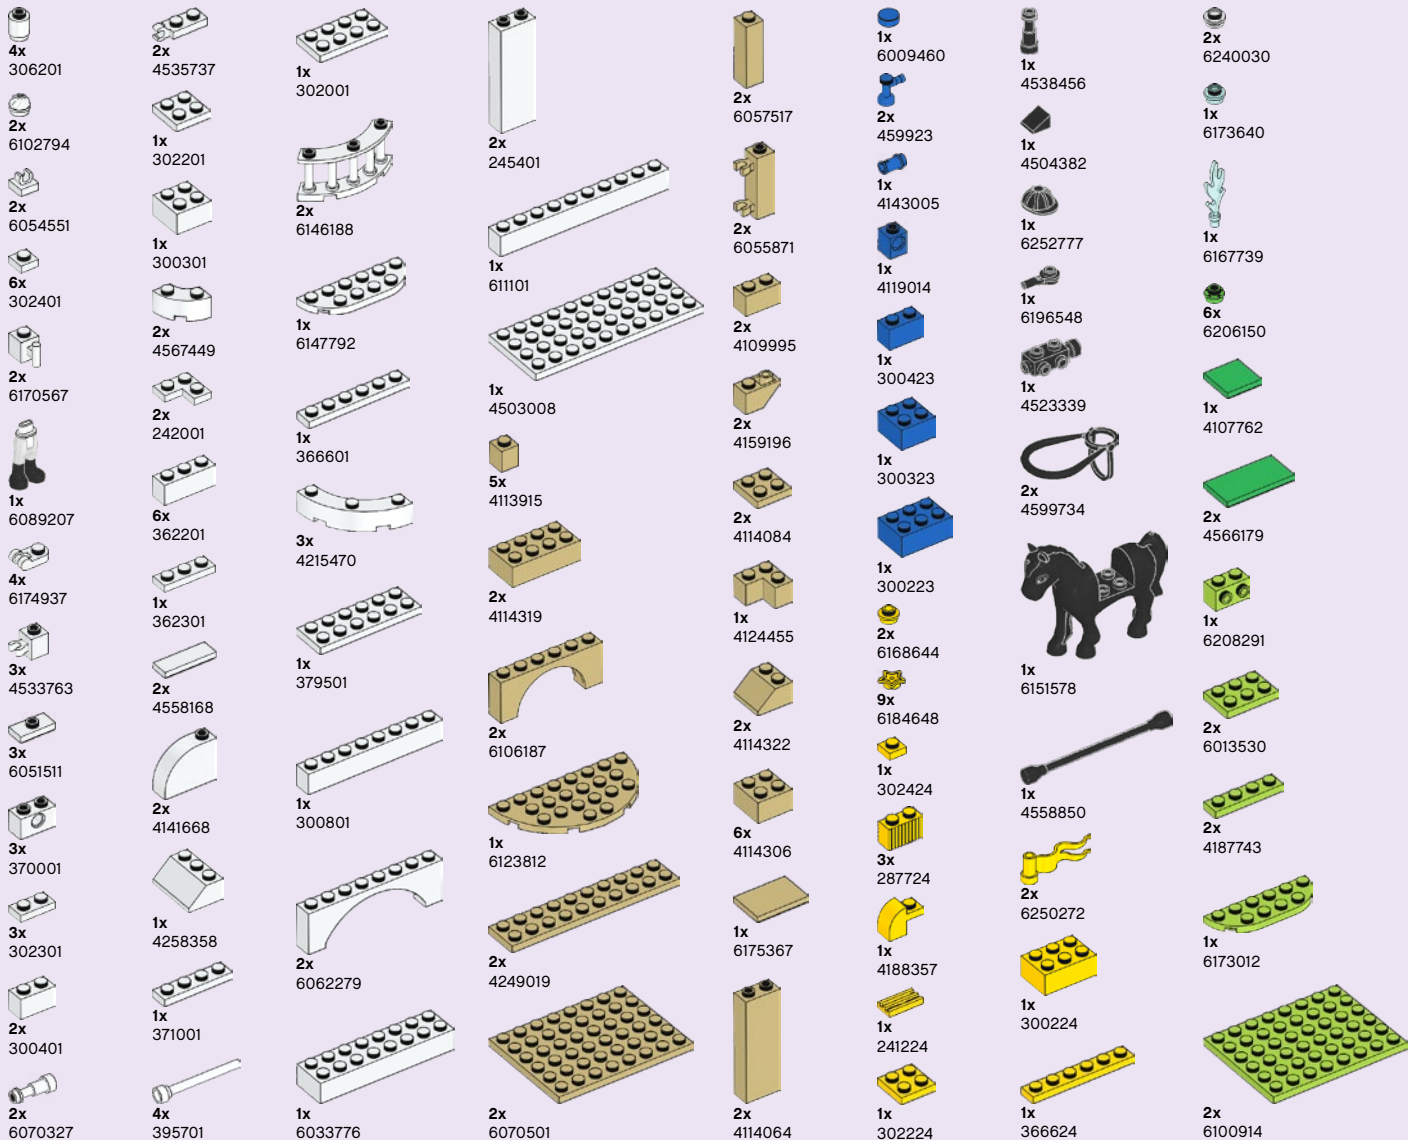 4x
306201
2x
6102794
2x
6054551
6x
302401
2x
6170567
1x
6089207
4x
6174937
3x
4533763
3x
6051511
3x
370001
3x
302301
2x
300401
2x
6070327
2x
4535737
1x
302201
1x
300301
2x
4567449
2x
242001
6x
362201
1x
362301
2x
4558168
2x
4141668
1x
4258358
1x
371001
4x
395701
1x
302001
2x
6146188
1x
6147792
1x
366601
3x
4215470
1x
379501
1x
300801
2x
6062279
1x
6033776
2x
245401
1x
611101
1x
4503008
5x
4113915
2x
4114319
2x
6106187
1x
6123812
2x
4249019
2x
6070501
2x
6057517
2x
6055871
2x
4109995
2x
4159196
2x
4114084
1x
4124455
2x
4114322
6x
4114306
1x
6175367
2x
4114064
1x
6009460
2x
459923
1x
4143005
1x
4119014
1x
300423
1x
300323
1x
300223
2x
6168644
9x
6184648
1x
302424
3x
287724
1x
4188357
1x
241224
1x
302224
1x
4538456
1x
4504382
1x
6252777
1x
6196548
1x
4523339
2x
4599734
1x
6151578
1x
4558850
2x
6250272
1x
300224
1x
366624
2x
6240030
1x
6173640
1x
6167739
6x
6206150
1x
4107762
2x
4566179
1x
6208291
2x
6013530
2x
4187743
1x
6173012
2x
6100914